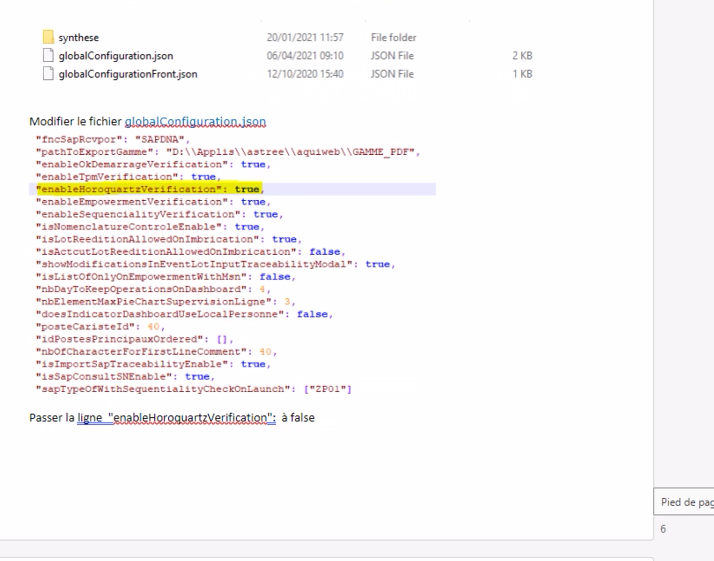 synthese 20/01/2021 11:57 File folder
globalConfiguration.json 06/04/2021 09:10 JSON File 2 KB
globalConfigurationFront.json 12/10/2020 15:40 JSON File 1 KB
Modifier le fichier globalConfiguration.json
"fncSapRcvpor": "SAPDNA",
"pathToExportGamme": "D:\\Applis\\astree\\aquiweb\\GAMME_PDF",
"enableOkDemarrageVerification": true,
"enableTpmVerification": true,
"enableHoroquartzVerification": true,
"enableEmpowermentVerification": true,
"enableSequencialityVerification": true,
"isNomenclatureControleEnable": true,
"isLotReeditionAllowedOnImbrication": true,
"isActcutLotReeditionAllowedOnImbrication": false,
"showModificationsInEventLotInputTraceabilityModal": true,
"isListOfOnlyOnEmpowermentWithMsn": false,
"nbDayToKeepOperationsOnDashboard": 4,
"nbElementMaxPieChartSupervisionLigne": 3,
"doesIndicatorDashboardUseLocalPersonne": false,
"posteCaristeId": 40,
"idPostesPrincipauxOrdered": [],
"nbOfCharacterForFirstLineComment": 40,
"isImportSapTraceabilityEnable": true,
"isSapConsultSNEnable": true,
"sapTypeOfWithSequentialityCheckOnLaunch": ["ZP01"]
Passer la ligne "enableHoroquartzVerification": à false
Pied de pag
6